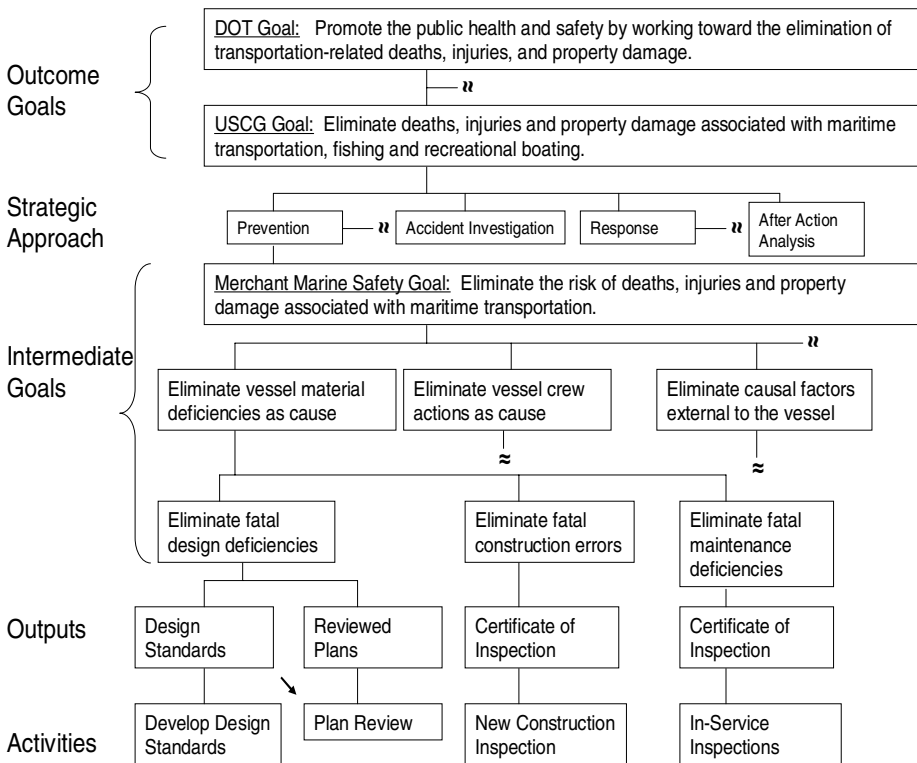 DOT Goal: Promote the public health and safety by working toward the elimination of
transportation-related deaths, injuries, and property damage.
Outcome
Goals
≈
USCG Goal: Eliminate deaths, injuries and property damage associated with maritime
transportation, fishing and recreational boating.
Strategic
Approach
Prevention
≈
Accident Investigation
Response
≈
After Action
Analysis
Merchant Marine Safety Goal: Eliminate the risk of deaths, injuries and property
damage associated with maritime transportation.
≈
Intermediate
Goals
Eliminate vessel material
deficiencies as cause
Eliminate vessel crew
actions as cause
Eliminate causal factors
external to the vessel
≈
≈
Eliminate fatal
design deficiencies
Eliminate fatal
construction errors
Eliminate fatal
maintenance
deficiencies
Outputs
Design
Standards
Reviewed
Plans
Certificate of
Inspection
Certificate of
Inspection
Activities
Develop Design
Standards
Plan Review
New Construction
Inspection
In-Service
Inspections